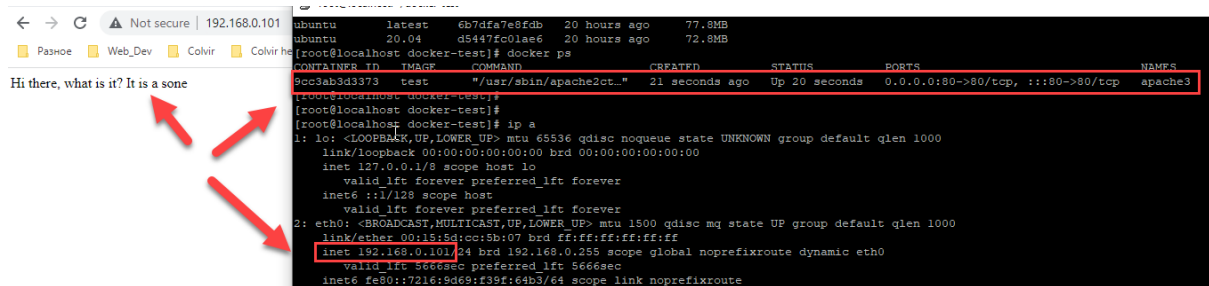 Not secure | 192.168.0.101
Разное Web_Dev Colvir Colvir he
Hi there, what is it? It is a sone
ubuntu latest 6b7dfa7e8fdb 20 hours ago 77.8MB
ubuntu 20.04 d5447fc01ae6 20 hours ago 72.8MB
[root@localhost docker-test]# docker ps
CONTAINER ID IMAGE COMMAND CREATED STATUS PORTS NAMES
9cc3ab3d3373 test "/usr/sbin/apache2ct…" 21 seconds ago Up 20 seconds 0.0.0.0:80->80/tcp, :::80->80/tcp apache3
[root@localhost docker-test]#
[root@localhost docker-test]#
[root@localhost docker-test]# ip a
1: lo: <LOOPBACK,UP,LOWER_UP> mtu 65536 qdisc noqueue state UNKNOWN group default qlen 1000
link/loopback 00:00:00:00:00:00 brd 00:00:00:00:00:00
inet 127.0.0.1/8 scope host lo
valid_lft forever preferred_lft forever
inet6 ::1/128 scope host
valid_lft forever preferred_lft forever
2: eth0: <BROADCAST,MULTICAST,UP,LOWER_UP> mtu 1500 qdisc mq state UP group default qlen 1000
link/ether 00:15:5d:cc:5b:07 brd ff:ff:ff:ff:ff:ff
inet 192.168.0.101/24 brd 192.168.0.255 scope global noprefixroute dynamic eth0
valid_lft 5666sec preferred_lft 5666sec
inet6 fe80::7216:9d69:f39f:64b3/64 scope link noprefixroute